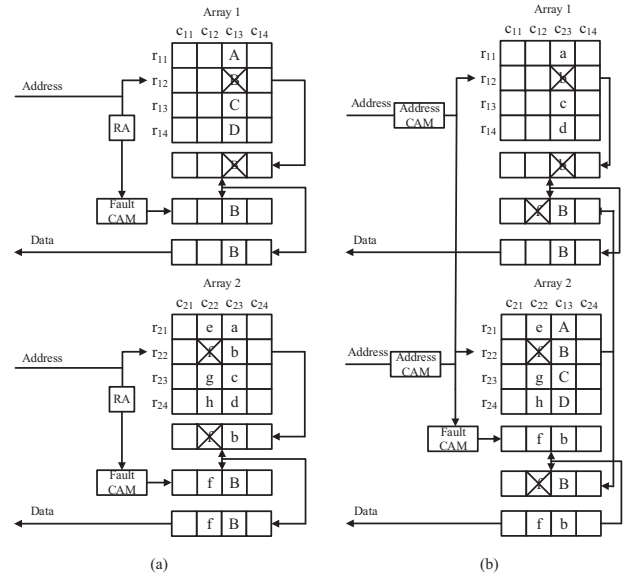 Array 1
c11 c12 c13 c14
r11 A
Address r12 B
r13 C
RA r14 D
B
Fault
CAM B
Data B
Array 2
c21 c22 c23 c24
r21 e a
Address r22 f b
r23 g c
RA r24 h d
f b
Fault
CAM f B
Data f B
(a)
Array 1
c11 c12 c23 c14
r11 a
r12 b
Address Address
CAM r13 c
r14 d
b
f B
Data B
Array 2
c21 c22 c13 c24
r21 e A
Address Address
CAM r22 f B
r23 g C
r24 h D
Fault
CAM f b
f B
Data f b
(b)